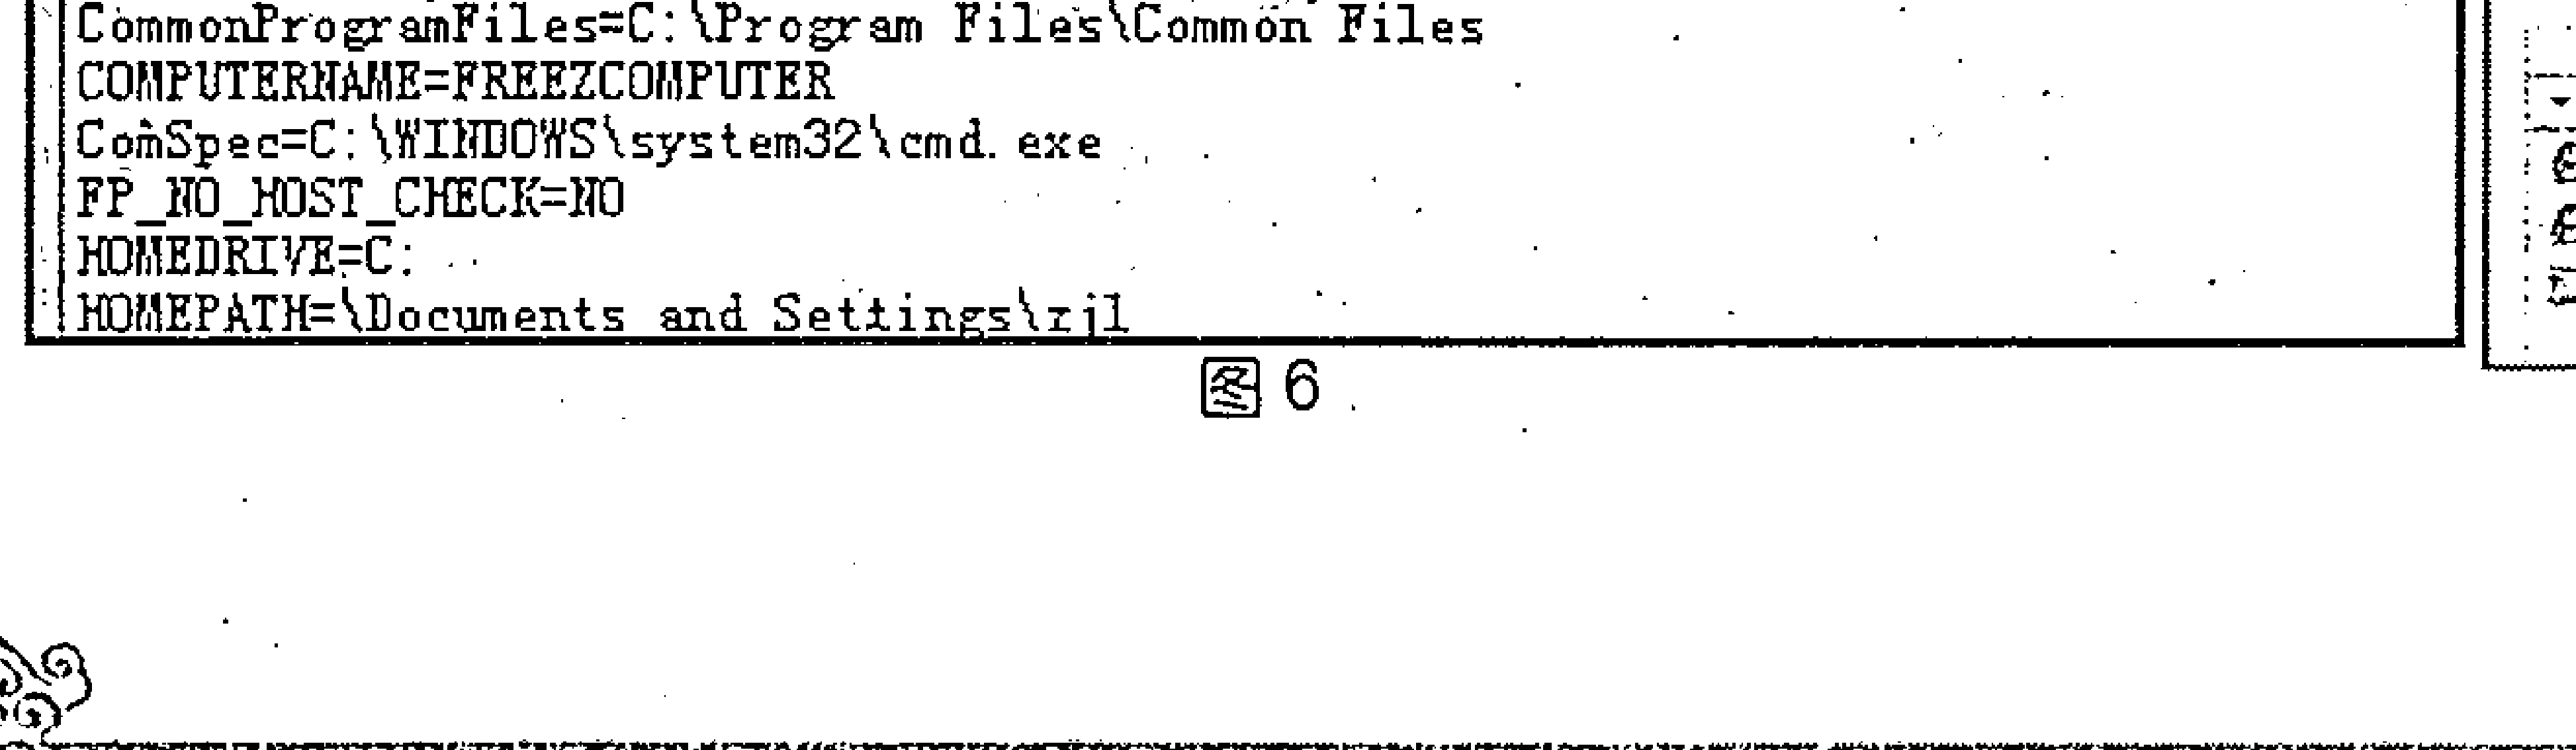 CommonProgramFiles=C:\Program Files\Common Files
COMPUTERNAME=FREEZCOMPUTER
ComSpec=C:\WINDOWS\system32\cmd.exe
FP_NO_HOST_CHECK=NO
HOMEDRIVE=C:
HOMEPATH=\Documents and Settings\rjl
图 6